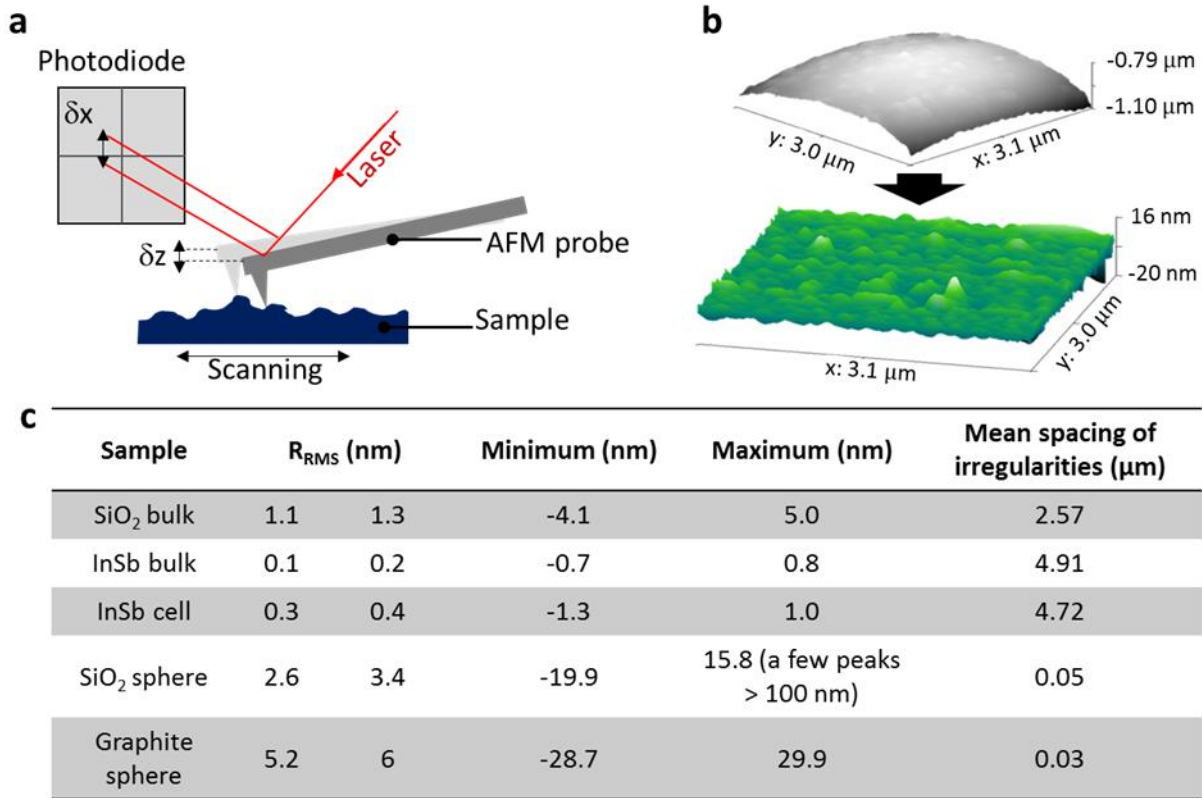 a
Photodiode
δx
Laser
δz
AFM probe
Sample
Scanning
b
-0.79 μm
-1.10 μm
y: 3.0 μm
x: 3.1 μm
16 nm
-20 nm
y: 3.0 μm
x: 3.1 μm
c
Sample R_RMS (nm) Minimum (nm) Maximum (nm) Mean spacing of
irregularities (μm)
SiO₂ bulk 1.1 1.3 -4.1 5.0 2.57
InSb bulk 0.1 0.2 -0.7 0.8 4.91
InSb cell 0.3 0.4 -1.3 1.0 4.72
SiO₂ sphere 2.6 3.4 -19.9 15.8 (a few peaks
> 100 nm) 0.05
Graphite
sphere 5.2 6 -28.7 29.9 0.03